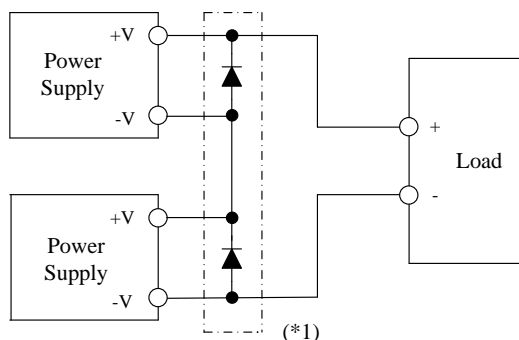 +V
Power
Supply
-V
+
Load
-
+V
Power
Supply
-V
(*1)